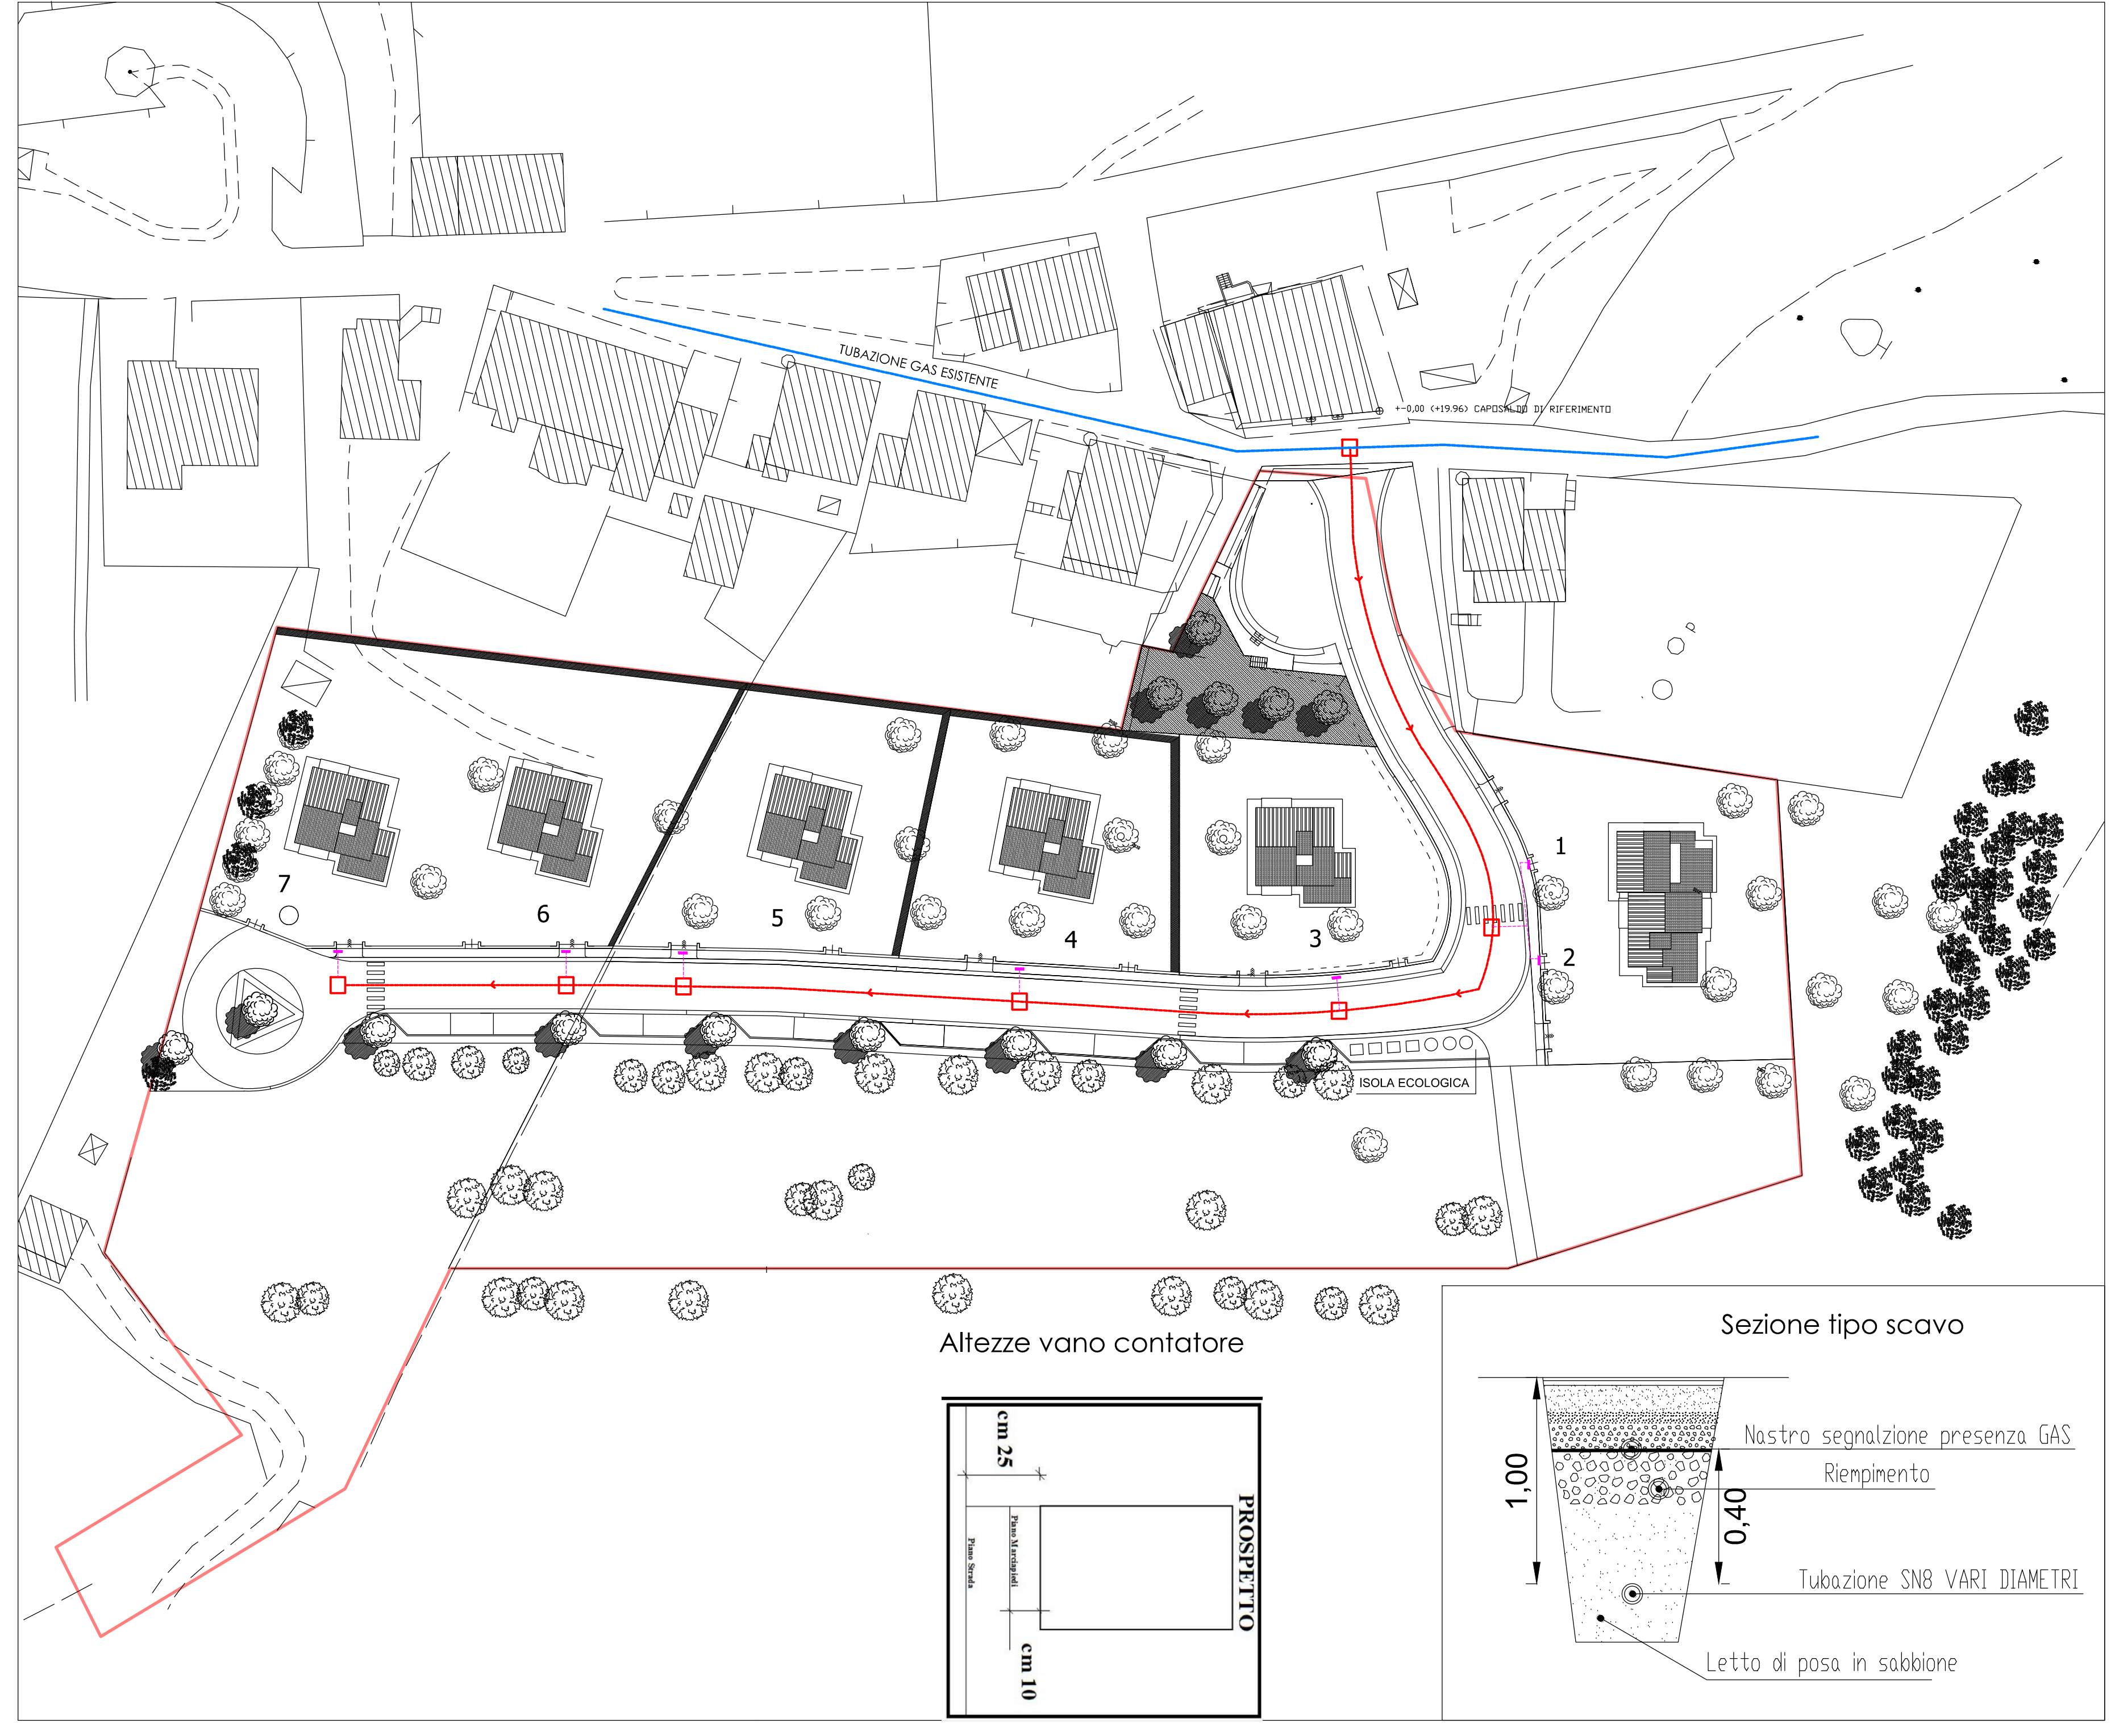 TUBAZIONE GAS ESISTENTE
+-0,00 (+19.96) CAPOSALDO DI RIFERIMENTO
1
7
6
5
4
3
2
ISOLA ECOLOGICA
Altezze vano contatore
cm 25
PROSPETTO
Piano Marciapiedi
Piano Strada
cm 10
Sezione tipo scavo
Nastro segnalzione presenza GAS
Riempimento
1,00
0,40
Tubazione SN8 VARI DIAMETRI
Letto di posa in sabbione